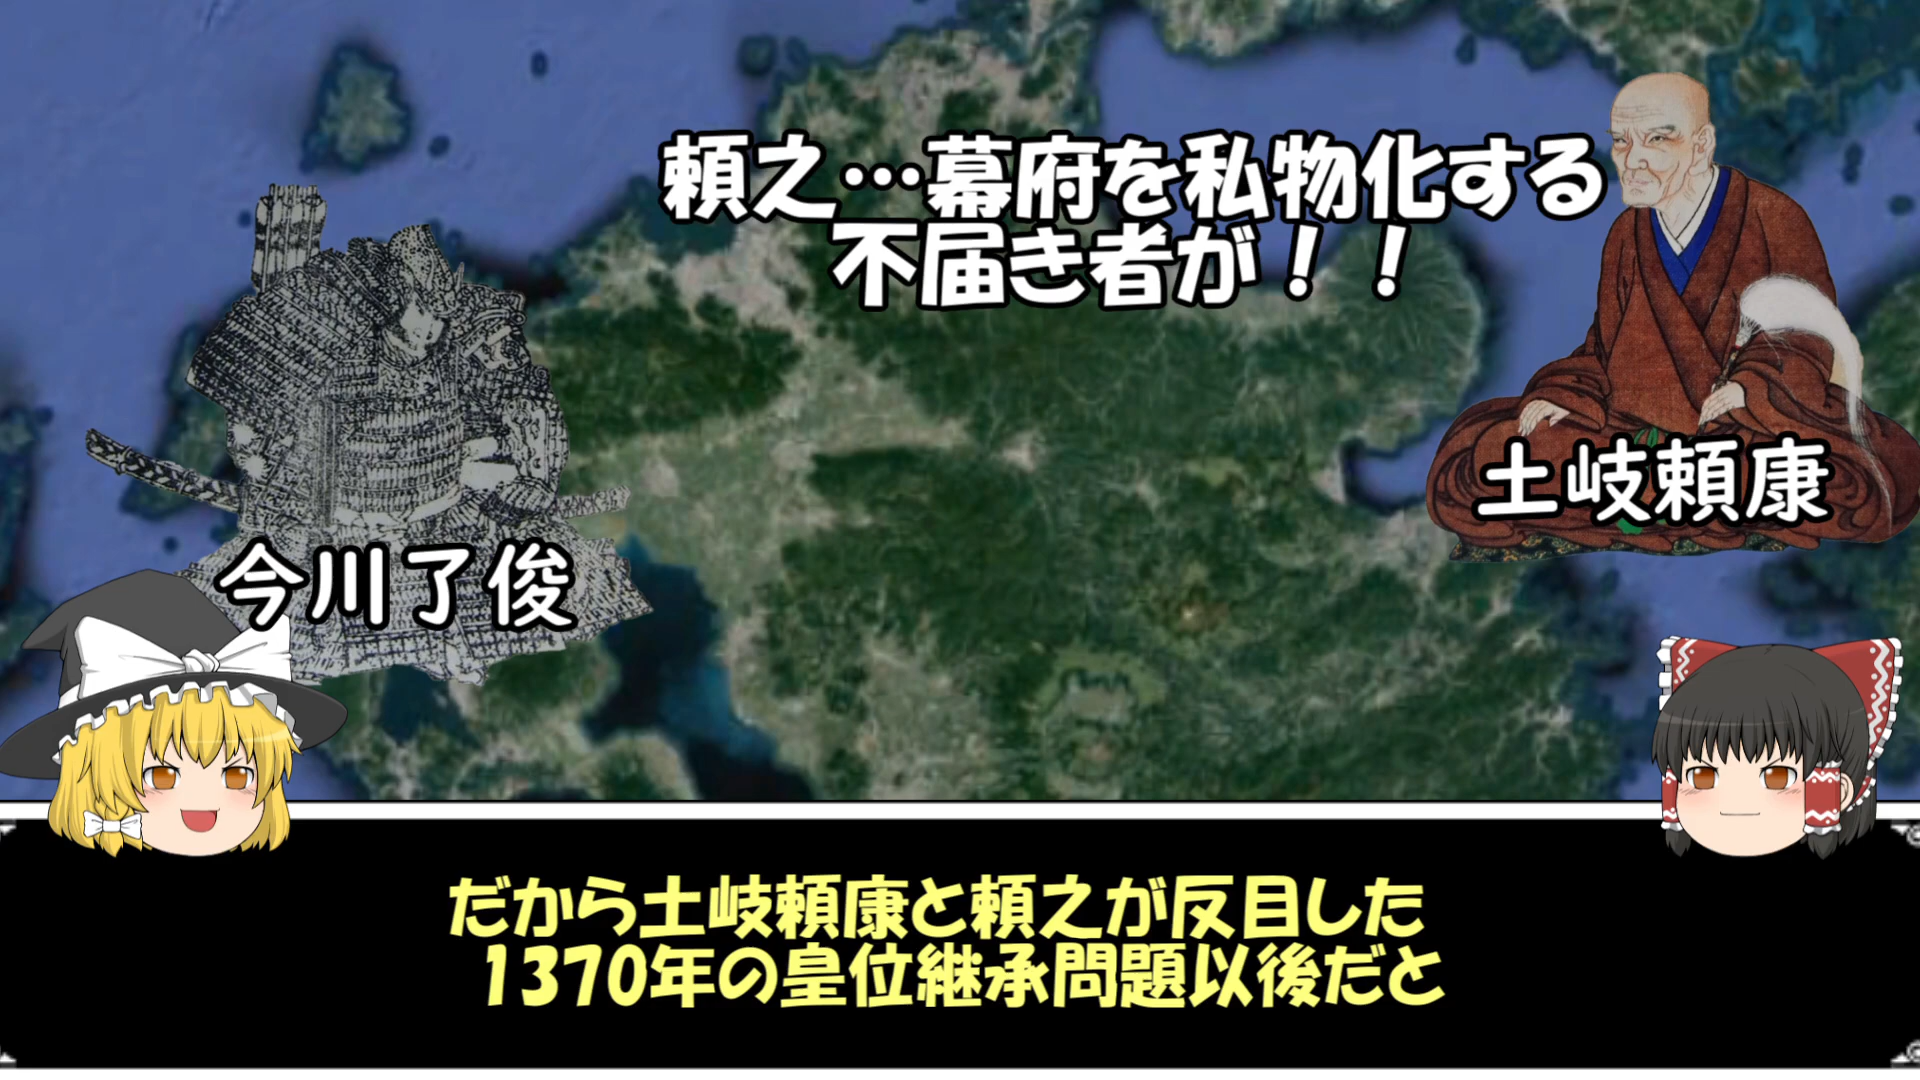 頼之…幕府を私物化する
不届き者が！！
土岐頼康
今川了俊
だから土岐頼康と頼之が反目した
1370年の皇位継承問題以後だと